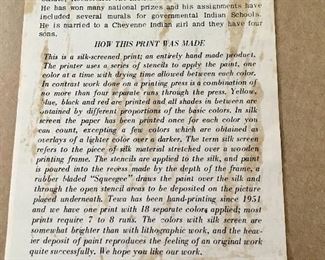 He has won many national prizes and his assignments have
included several murals for governmental Indian Schools.
He is married to a Cheyenne Indian girl and they have four
sons.
HOW THIS PRINT WAS MADE
This is a silk-screened print; an entirely hand made product.
The printer uses a series of stencils to apply the paint, one
color at a time with drying time allowed between each color.
In contrast work done on a printing press is a combination of
no more than four separate runs through the press. Yellow,
blue, black and red are printed and all shades in between are
obtained by different proportions of the basic colors. In silk
screen the paper has been printed once for each color you
can count, excepting a few colors which are obtained as
overlays of a lighter color over a darker. The term silk screen
refers to the piece of silk material stretched over a wooden
printing frame. The stencils are applied to the silk, and paint
is poured into the recess made by the depth of the frame, a
rubber bladed "Squeegee" draws the paint over the silk and
through the open stencil areas to be deposited on the picture
placed underneath. Tewa has been hand-printing since 1951
and we have one print with 18 separate colors applied; most
prints require 7 to 8 runs. The colors with silk screen are
somewhat brighter than with lithographic work, and the heav-
ier deposit of paint reproduces the feeling of an original work
quite successfully. We hope you like our work.